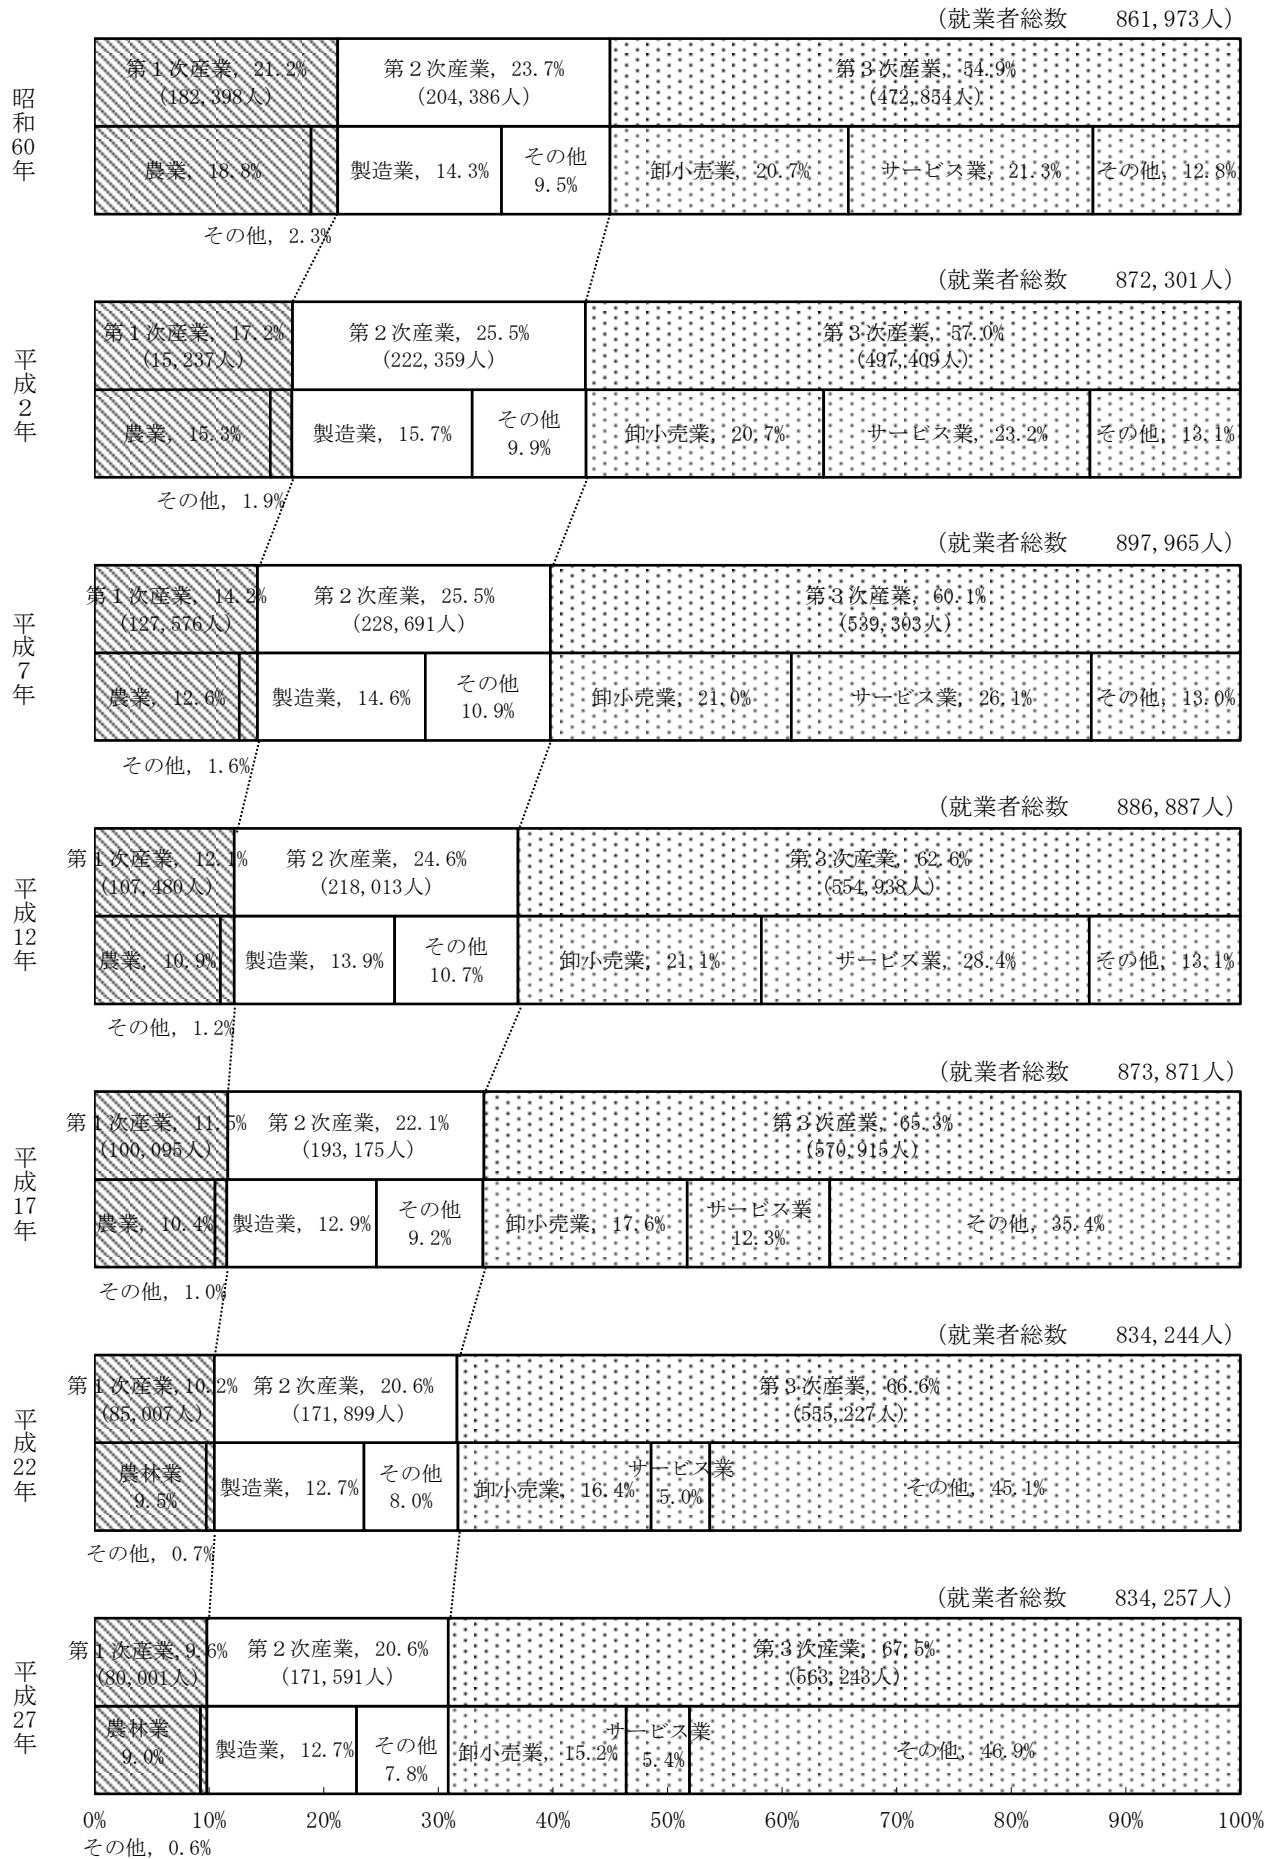 (就業者総数　861,973人)
昭和60年
第１次産業, 21.2%
(182,398人)
第２次産業, 23.7%
(204,386人)
第３次産業, 54.9%
(472,854人)
農業, 18.8%
製造業, 14.3%
その他
9.5%
卸小売業, 20.7%
サービス業, 21.3%
その他, 12.8%
その他, 2.3%
(就業者総数　872,301人)
平成２年
第１次産業, 17.2%
(15,237人)
第２次産業, 25.5%
(222,359人)
第３次産業, 57.0%
(497,409人)
農業, 15.3%
製造業, 15.7%
その他
9.9%
卸小売業, 20.7%
サービス業, 23.2%
その他, 13.1%
その他, 1.9%
(就業者総数　897,965人)
平成７年
第１次産業, 14.2%
(127,576人)
第２次産業, 25.5%
(228,691人)
第３次産業, 60.1%
(539,303人)
農業, 12.6%
製造業, 14.6%
その他
10.9%
卸小売業, 21.0%
サービス業, 26.1%
その他, 13.0%
その他, 1.6%
(就業者総数　886,887人)
平成12年
第１次産業, 12.1%
(107,480人)
第２次産業, 24.6%
(218,013人)
第３次産業, 62.6%
(554,938人)
農業, 10.9%
製造業, 13.9%
その他
10.7%
卸小売業, 21.1%
サービス業, 28.4%
その他, 13.1%
その他, 1.2%
(就業者総数　873,871人)
平成17年
第１次産業, 11.5%
(100,095人)
第２次産業, 22.1%
(193,175人)
第３次産業, 65.3%
(570,915人)
農業, 10.4%
製造業, 12.9%
その他
9.2%
卸小売業, 17.6%
サービス業
12.3%
その他, 35.4%
その他, 1.0%
(就業者総数　834,244人)
平成22年
第１次産業,10.2%
(85,007人)
第２次産業, 20.6%
(171,899人)
第３次産業, 66.6%
(555,227人)
農林業
9.5%
製造業, 12.7%
その他
8.0%
卸小売業, 16.4%
サービス業
5.0%
その他, 45.1%
その他, 0.7%
(就業者総数　834,257人)
平成27年
第１次産業,9.6%
(80,001人)
第２次産業, 20.6%
(171,591人)
第３次産業, 67.5%
(563,243人)
農林業
9.0%
製造業, 12.7%
その他
7.8%
卸小売業, 15.2%
サービス業
5.4%
その他, 46.9%
0% 10% 20% 30% 40% 50% 60% 70% 80% 90% 100%
その他, 0.6%